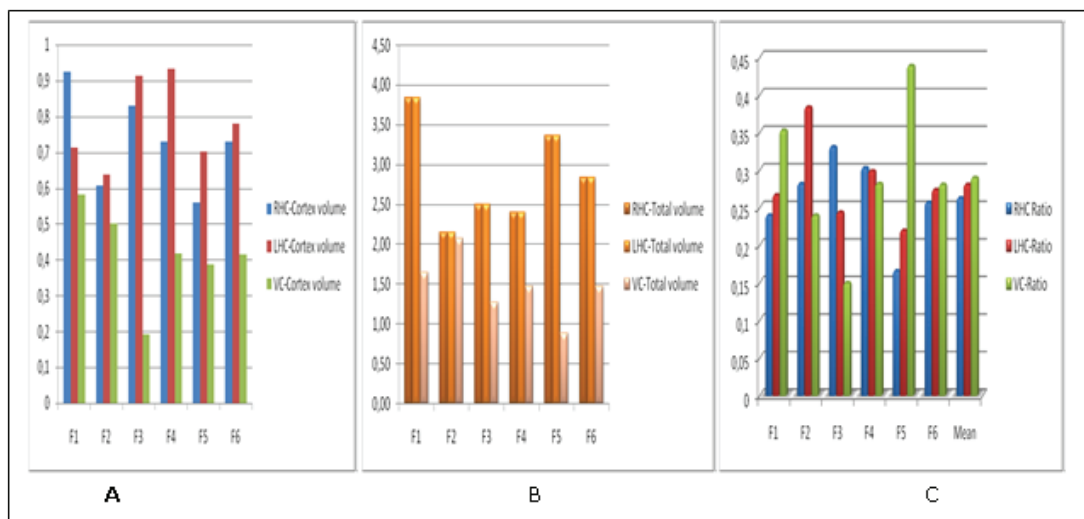 1
0,9
0,8
0,7
0,6
0,5
0,4
0,3
0,2
0,1
0
F1 F2 F3 F4 F5 F6
RHC-Cortex volume
LHC-Cortex volume
VC-Cortex volume
A
4,50
4,00
3,50
3,00
2,50
2,00
1,50
1,00
0,50
0,00
F1 F2 F3 F4 F5 F6
RHC-Total volume
LHC-Total volume
VC-Total volume
B
0,45
0,4
0,35
0,3
0,25
0,2
0,15
0,1
0,05
0
F1 F2 F3 F4 F5 F6 Mean
RHC Ratio
LHC-Ratio
VC-Ratio
C